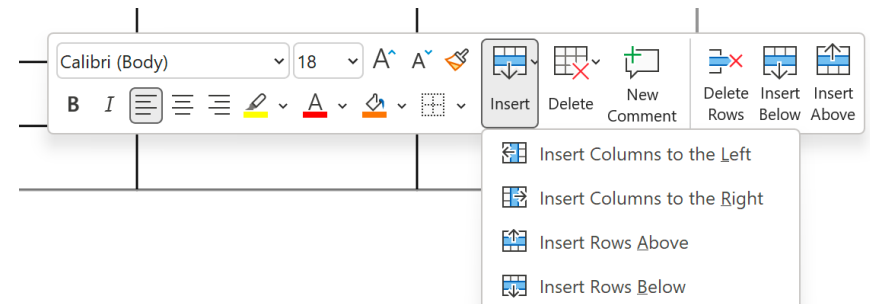 Calibri (Body)
18
A A
B I A
Insert
Delete
New
Comment
Delete
Rows
Insert
Below
Insert
Above
Insert Columns to the Left
Insert Columns to the Right
Insert Rows Above
Insert Rows Below